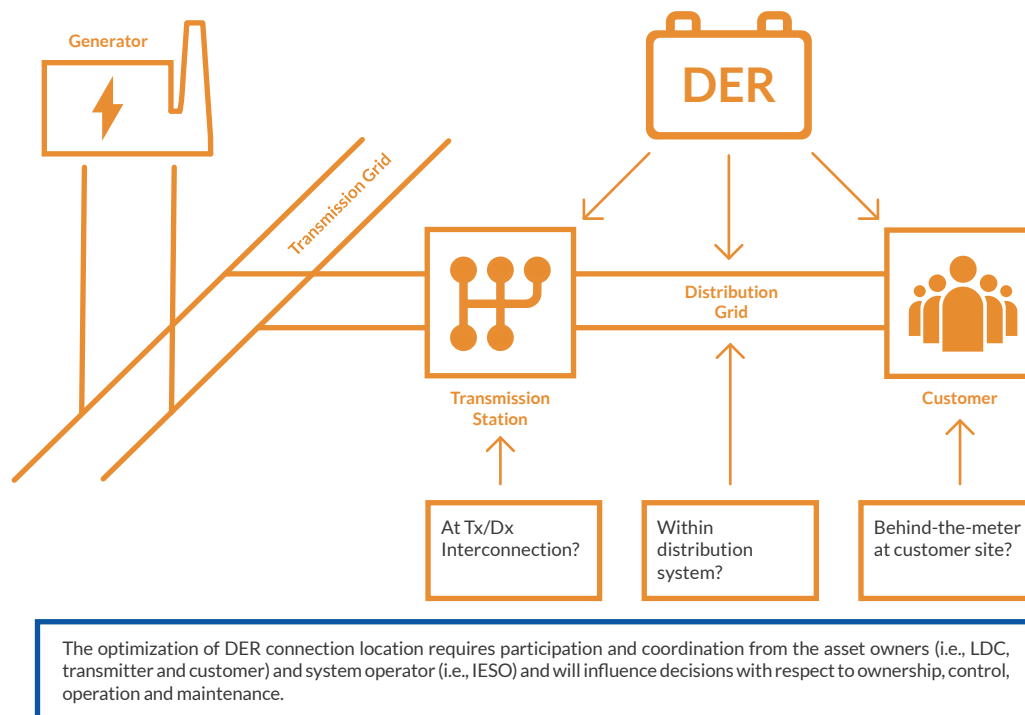 Generator
DER
Transmission Grid
Distribution
Grid
Transmission
Station
Customer
At Tx/Dx
Interconnection?
Within
distribution
system?
Behind-the-meter
at customer site?
The optimization of DER connection location requires participation and coordination from the asset owners (i.e., LDC,
transmitter and customer) and system operator (i.e., IESO) and will influence decisions with respect to ownership, control,
operation and maintenance.